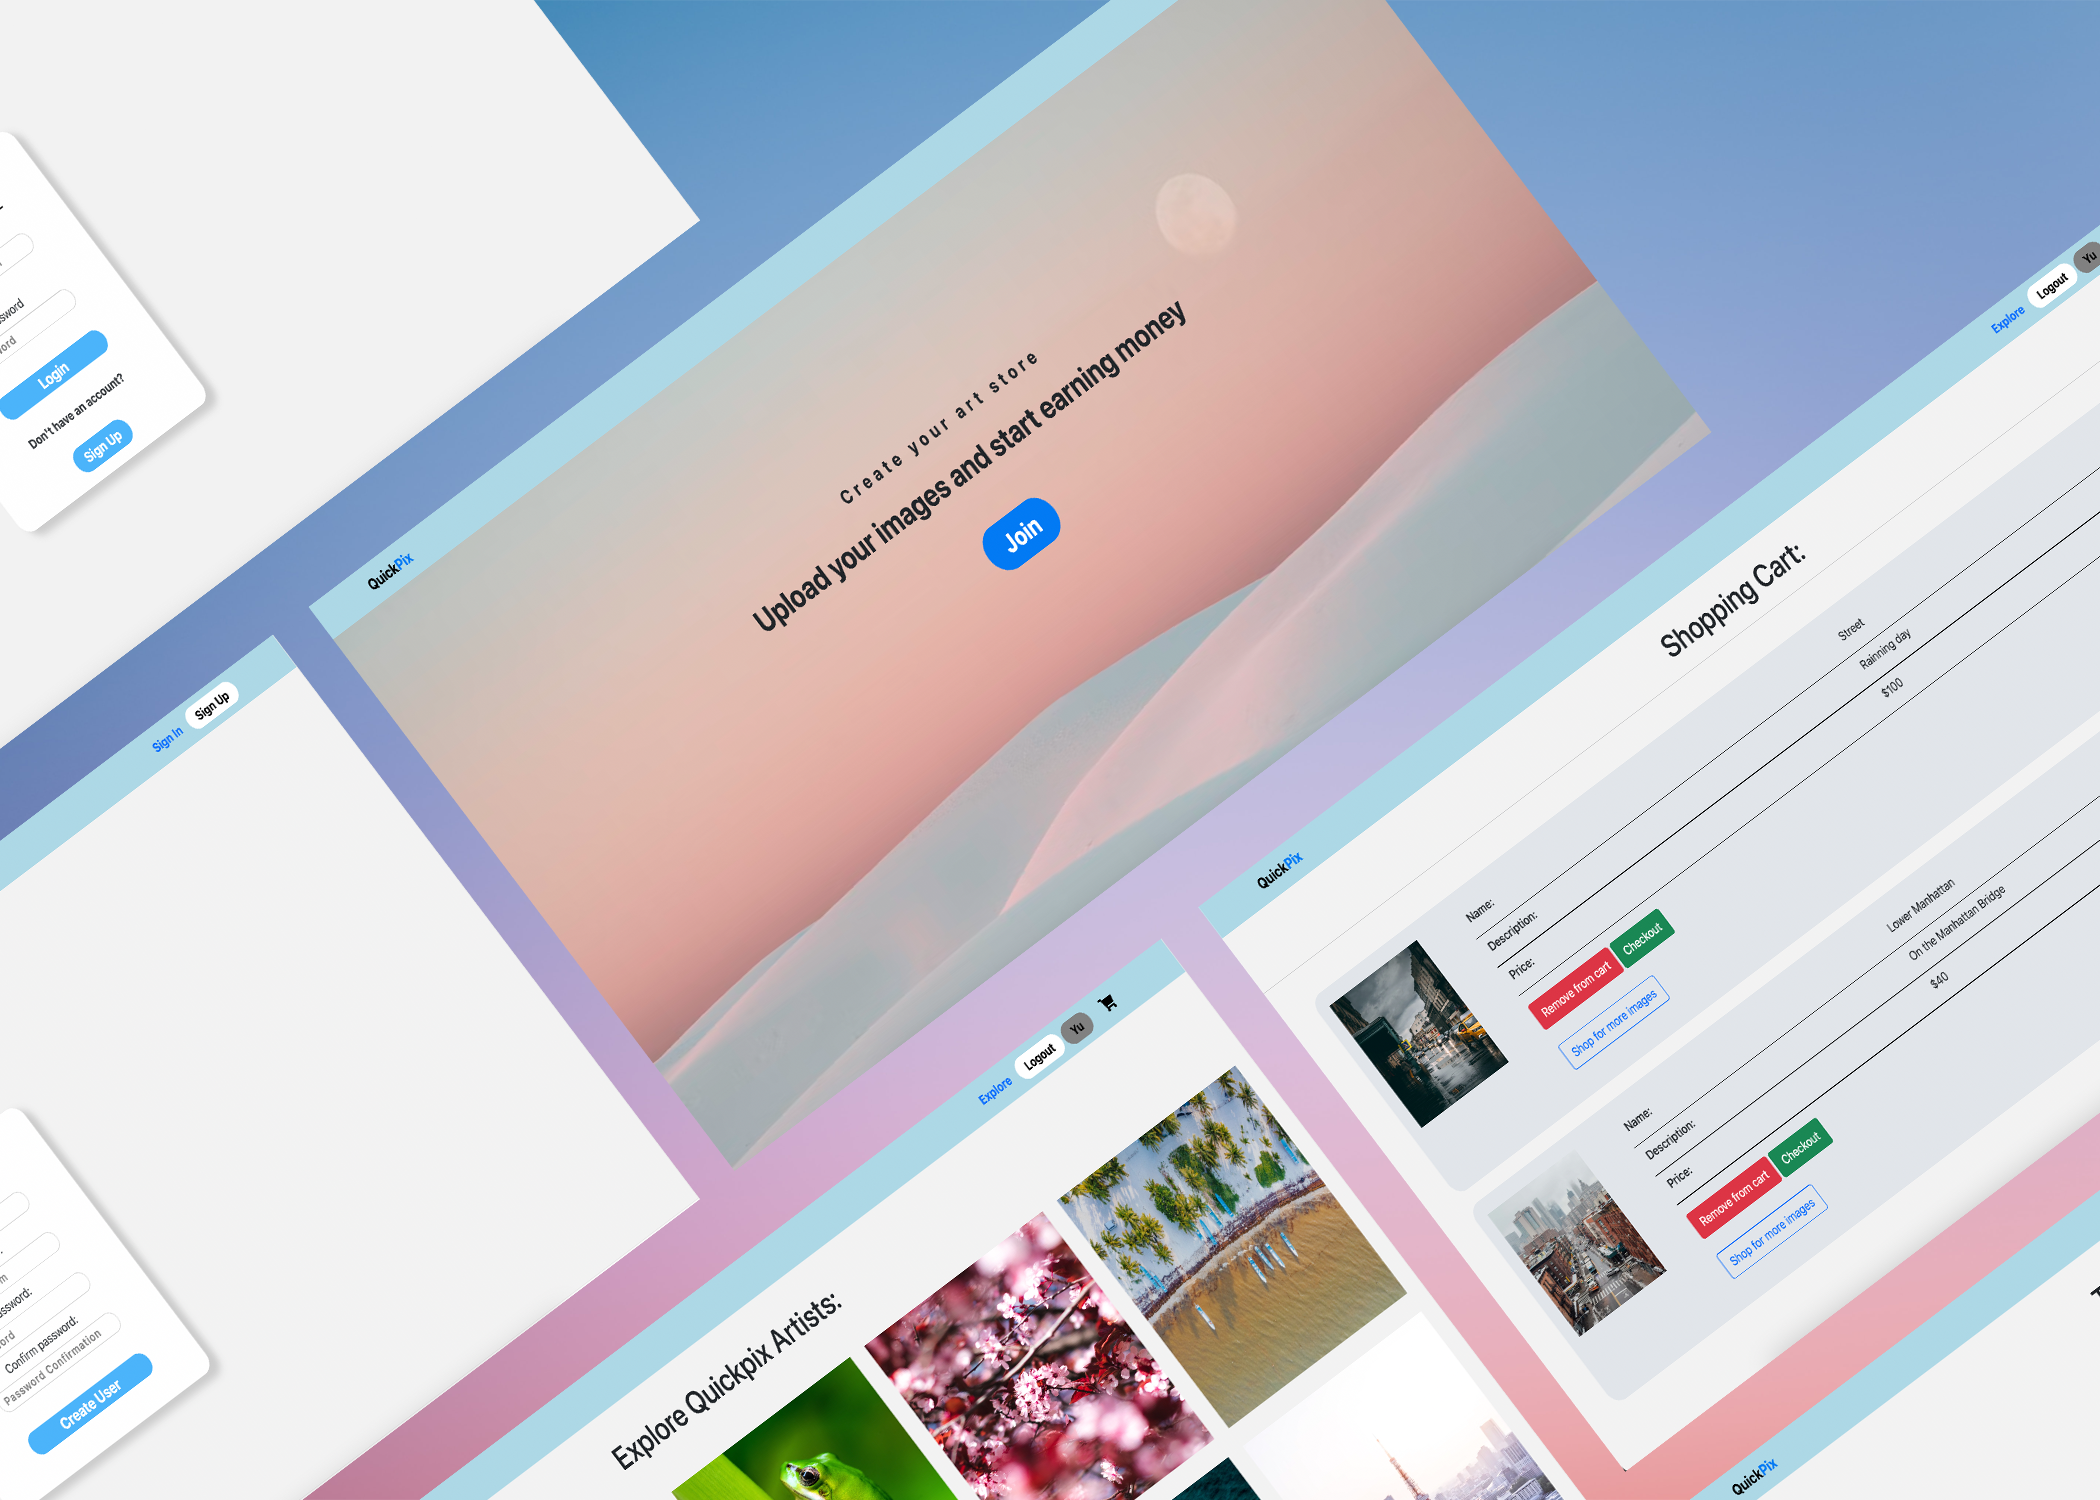 Login
Don't have an account?
Sign Up
QuickPix
Create your art store
Upload your images and start earning money
Join
Sign In
Sign Up
Confirm password:
Password Confirmation
Create User
Explore
Logout
Yu
Explore Quickpix Artists:
Explore
Logout
Yu
QuickPix
Shopping Cart:
Name:
Street
Description:
Rainning day
Price:
$100
Remove from cart
Checkout
Shop for more images
Name:
Lower Manhattan
Description:
On the Manhattan Bridge
Price:
$40
Remove from cart
Checkout
Shop for more images
QuickPix